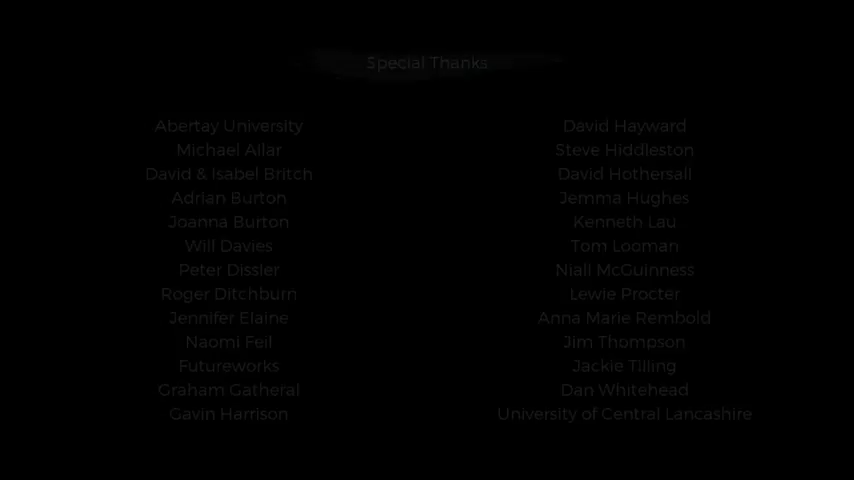 Special Thanks
Abertay University
Michael Allar
David & Isabel Britch
Adrian Burton
Joanna Burton
Will Davies
Peter Dissler
Roger Ditchburn
Jennifer Elaine
Naomi Feil
Futureworks
Graham Gatheral
Gavin Harrison
David Hayward
Steve Hiddleston
David Hothersall
Jemma Hughes
Kenneth Lau
Tom Looman
Niall McGuinness
Lewie Procter
Anna Marie Rembold
Jim Thompson
Jackie Tilling
Dan Whitehead
University of Central Lancashire